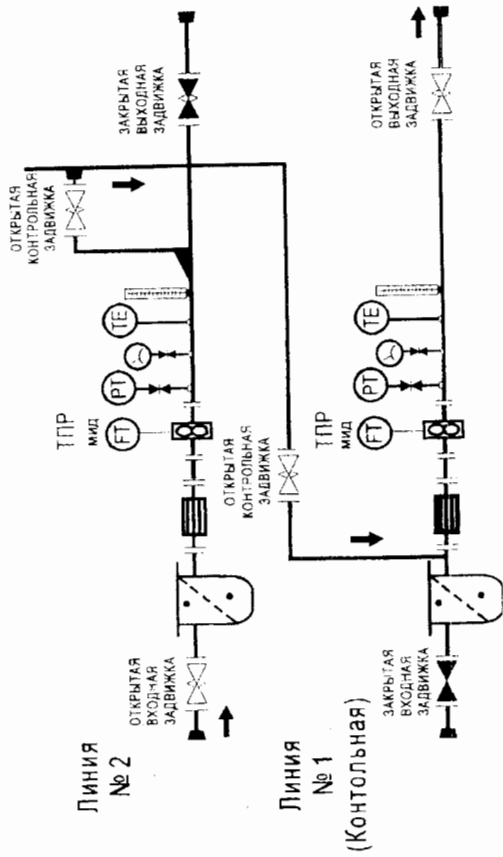 Линия
№ 2
ОТКРЫТАЯ
ВХОДНАЯ
ЗАДВИЖКА
ТПР
МИД
FT
PT
TE
ОТКРЫТАЯ
КОНТРОЛЬНАЯ
ЗАДВИЖКА
ЗАКРЫТАЯ
ВЫХОДНАЯ
ЗАДВИЖКА
ОТКРЫТАЯ
КОНТРОЛЬНАЯ
ЗАДВИЖКА
Линия
№ 1
(Контольная)
ЗАКРЫТАЯ
ВХОДНАЯ
ЗАДВИЖКА
ТПР
МИД
FT
PT
TE
ОТКРЫТАЯ
ВЫХОДНАЯ
ЗАДВИЖКА